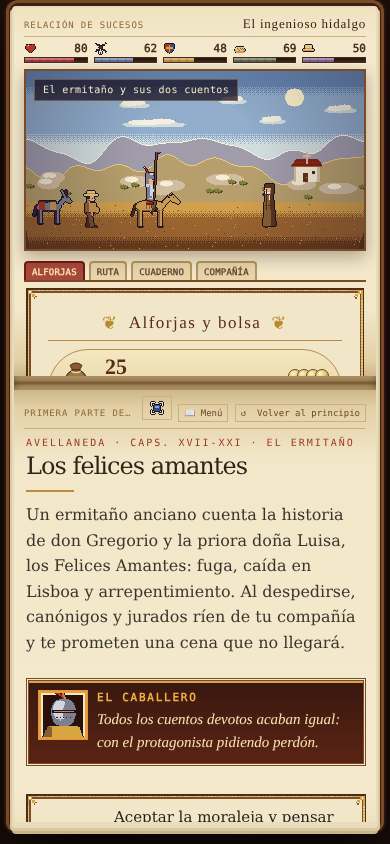 RELACIÓN DE SUCESOS
El ingenioso hidalgo
80 62 48 69 50
El ermitaño y sus dos cuentos
ALFORJAS RUTA CUADERNO COMPAÑÍA
Alforjas y bolsa
25
PRIMERA PARTE DE…
Menú
↺ Volver al principio
AVELLANEDA · CAPS. XVII-XXI · EL ERMITAÑO
Los felices amantes
Un ermitaño anciano cuenta la historia
de don Gregorio y la priora doña Luisa,
los Felices Amantes: fuga, caída en
Lisboa y arrepentimiento. Al despedirse,
canónigos y jurados ríen de tu compañía
y te prometen una cena que no llegará.
EL CABALLERO
Todos los cuentos devotos acaban igual:
con el protagonista pidiendo perdón.
Aceptar la moraleja y pensar